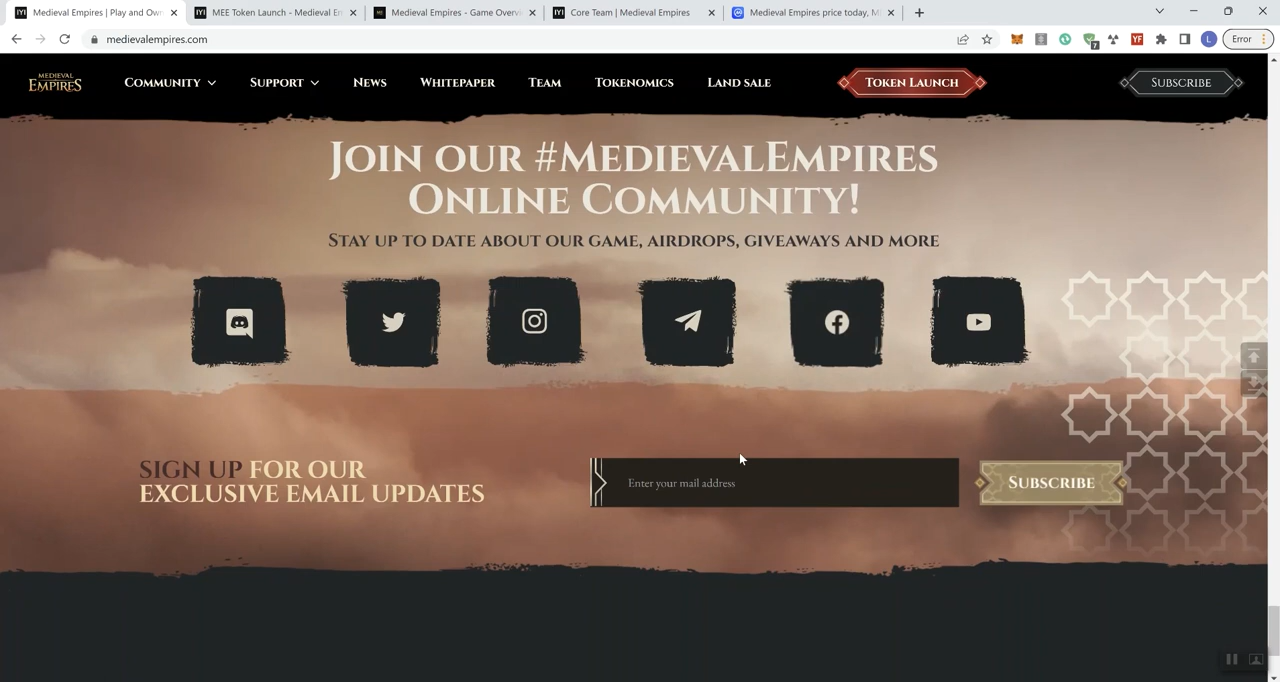 Medieval Empires | Play and Own
MEE Token Launch - Medieval Em
Medieval Empires - Game Overv
Core Team | Medieval Empires
Medieval Empires price today, M
medievalempires.com
7
YF
L
Error
MEDIEVAL
EMPIRES
COMMUNITY
SUPPORT
NEWS
WHITEPAPER
TEAM
TOKENOMICS
LAND SALE
TOKEN LAUNCH
SUBSCRIBE
JOIN OUR #MEDIEVALEMPIRES
ONLINE COMMUNITY!
STAY UP TO DATE ABOUT OUR GAME, AIRDROPS, GIVEAWAYS AND MORE
SIGN UP FOR OUR
EXCLUSIVE EMAIL UPDATES
Enter your mail address
SUBSCRIBE